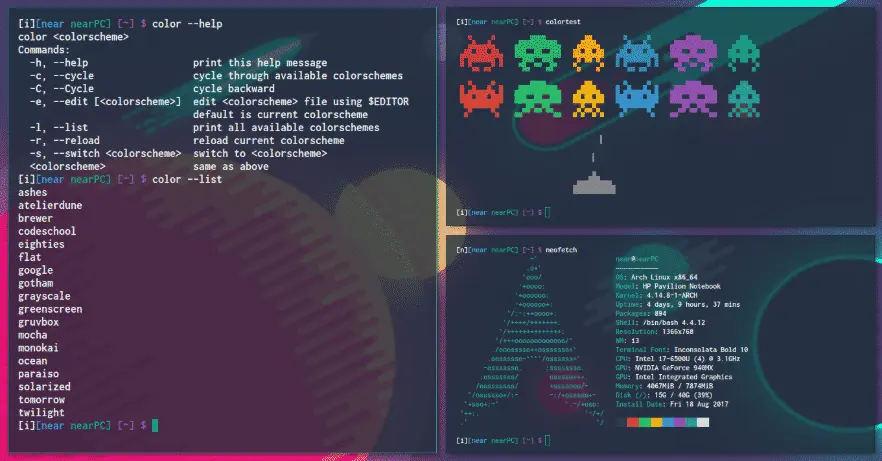 [i][near nearPC] [~] $ color --help
color <colorscheme>
Commands:
-h, --help print this help message
-c, --cycle cycle through available colorschemes
-C, --Cycle cycle backward
-e, --edit [<colorscheme>] edit <colorscheme> file using $EDITOR
default is current colorscheme
-l, --list print all available colorschemes
-r, --reload reload current colorscheme
-s, --switch <colorscheme> switch to <colorscheme>
<colorscheme> same as above
[i][near nearPC] [~] $ color --list
ashes
atelierdune
brewer
codeschool
eighties
flat
google
gotham
grayscale
greenscreen
gruvbox
mocha
monokai
ocean
paraiso
solarized
tomorrow
twilight
[i][near nearPC] [~] $
[i][near nearPC] [~] $ colortest
[i][near nearPC] [~] $
[n][near nearPC] [~] $ neofetch
OS: Arch Linux x86_64
Model: HP Pavilion Notebook
Kernel: 4.14.8-1-ARCH
Uptime: 4 days, 9 hours, 37 mins
Packages: 894
Shell: /bin/bash 4.4.12
Resolution: 1366x768
WM: i3
Terminal Font: Inconsolata Bold 10
CPU: Intel i7-6500U (4) @ 3.1GHz
GPU: NVIDIA GeForce 940MX
GPU: Intel Integrated Graphics
Memory: 4067MiB / 7874MiB
Disk (/): 15G / 40G (39%)
Install Date: Fri 18 Aug 2017
[i][near nearPC] [~] $